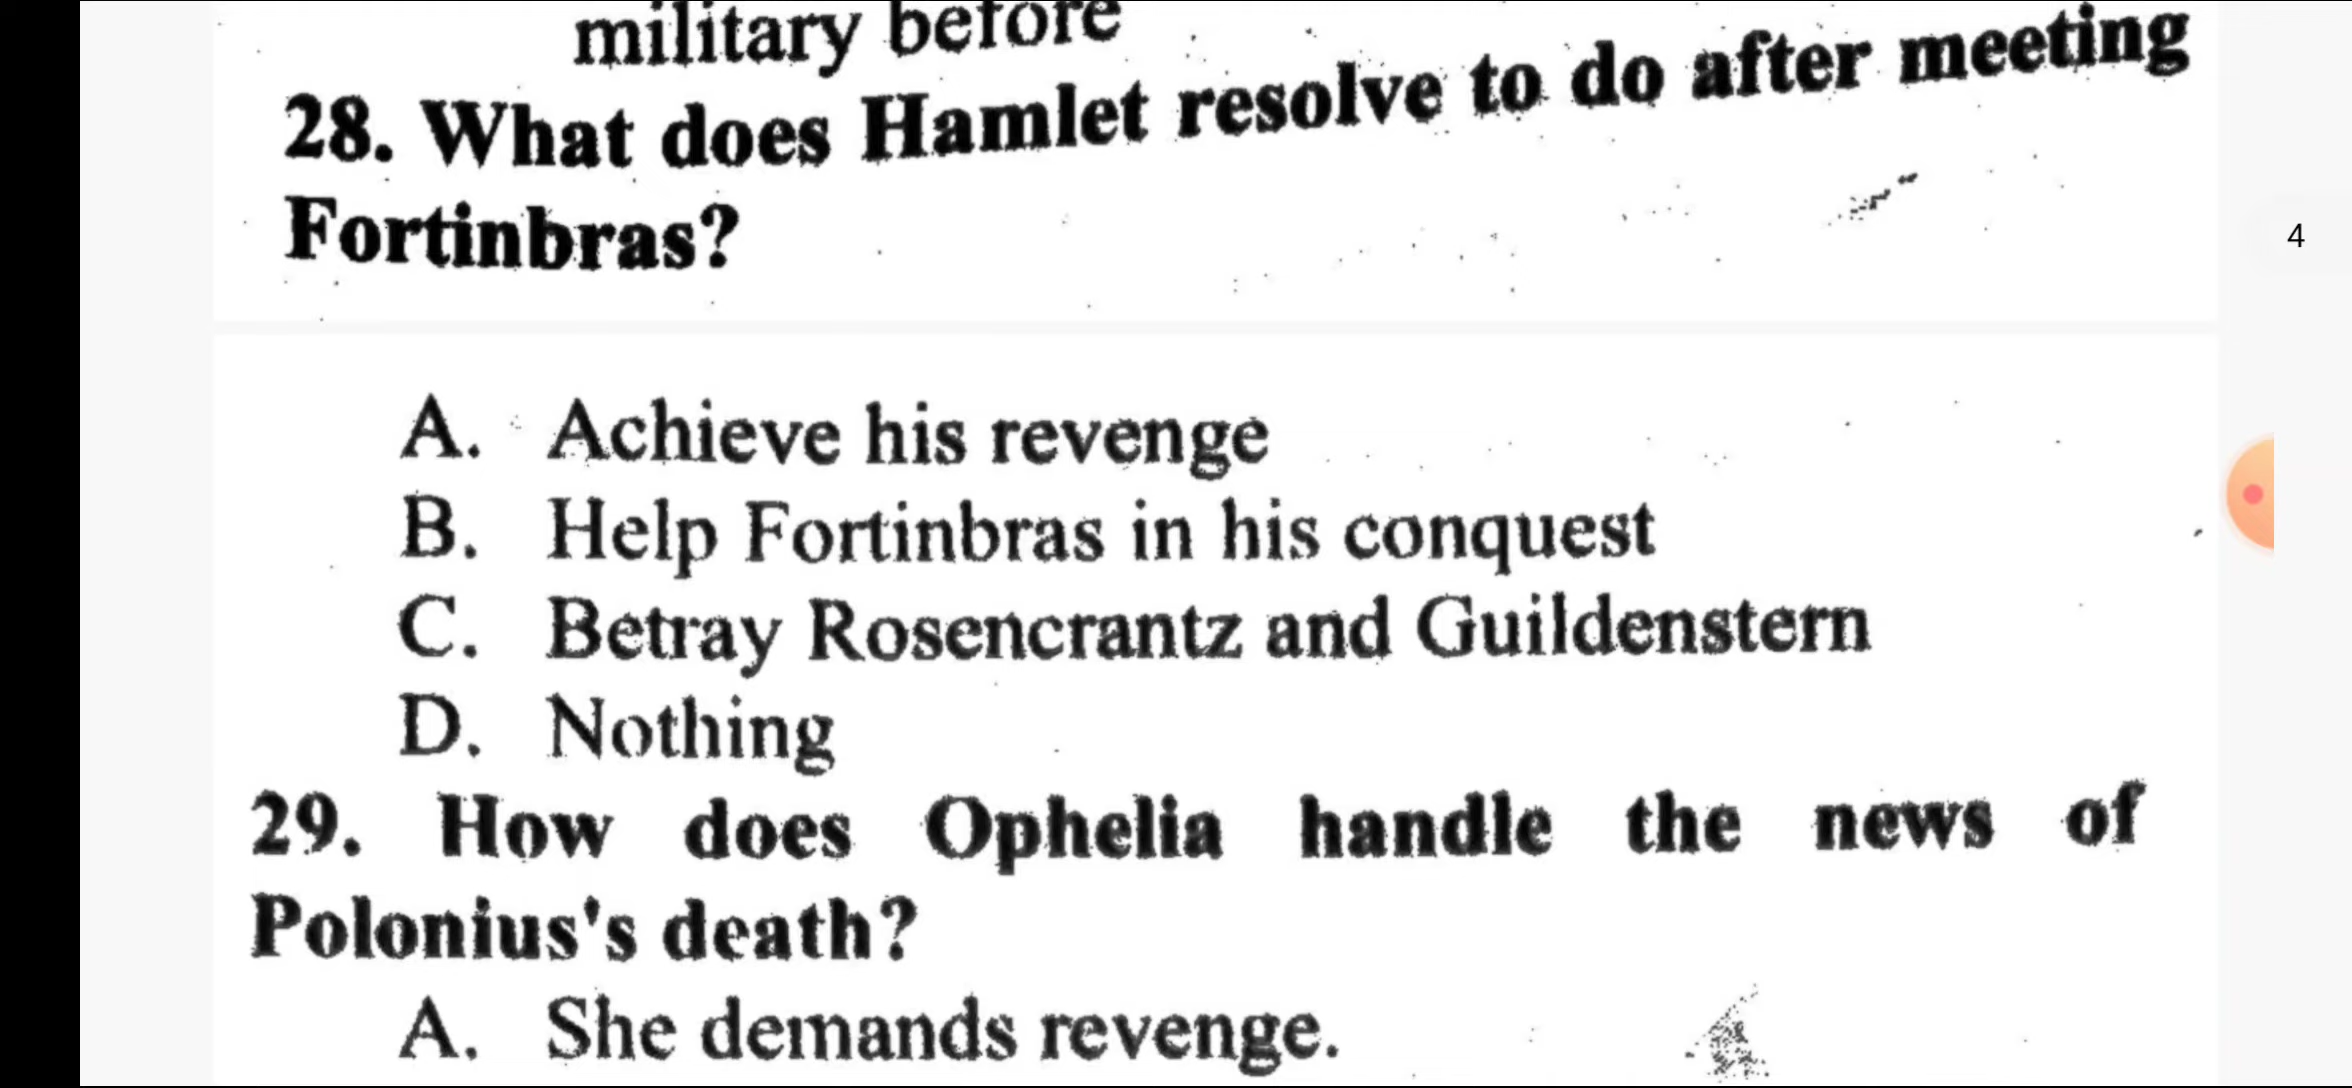 military before
28. What does Hamlet resolve to do after meeting
Fortinbras?
4
A. Achieve his revenge
B. Help Fortinbras in his conquest
C. Betray Rosencrantz and Guildenstern
D. Nothing
29. How does Ophelia handle the news of
Polonius's death?
A. She demands revenge.